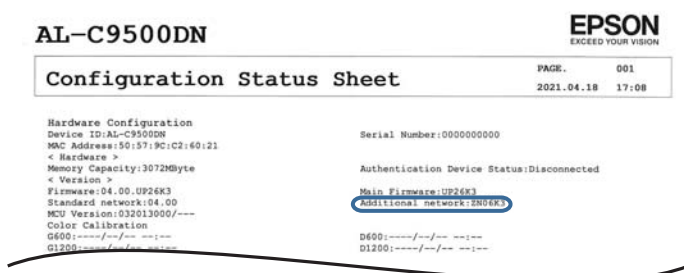 AL-C9500DN
EPSON
EXCEED YOUR VISION
Configuration Status Sheet
PAGE. 001
2021.04.18 17:08
Hardware Configuration
Device ID:AL-C9500DN
Serial Number:0000000000
MAC Address:50:57:9C:C2:60:21
< Hardware >
Memory Capacity:3072MByte
Authentication Device Status:Disconnected
< Version >
Firmware:04.00.UP26K3
Main Firmware:UP26K3
Standard network:04.00
Additional network:ZN06K3
MCU Version:032013000/---
Color Calibration
G600:----/--/-- --:--
D600:----/--/-- --:--
G1200:----/--/-- --:--
D1200:----/--/-- --:--